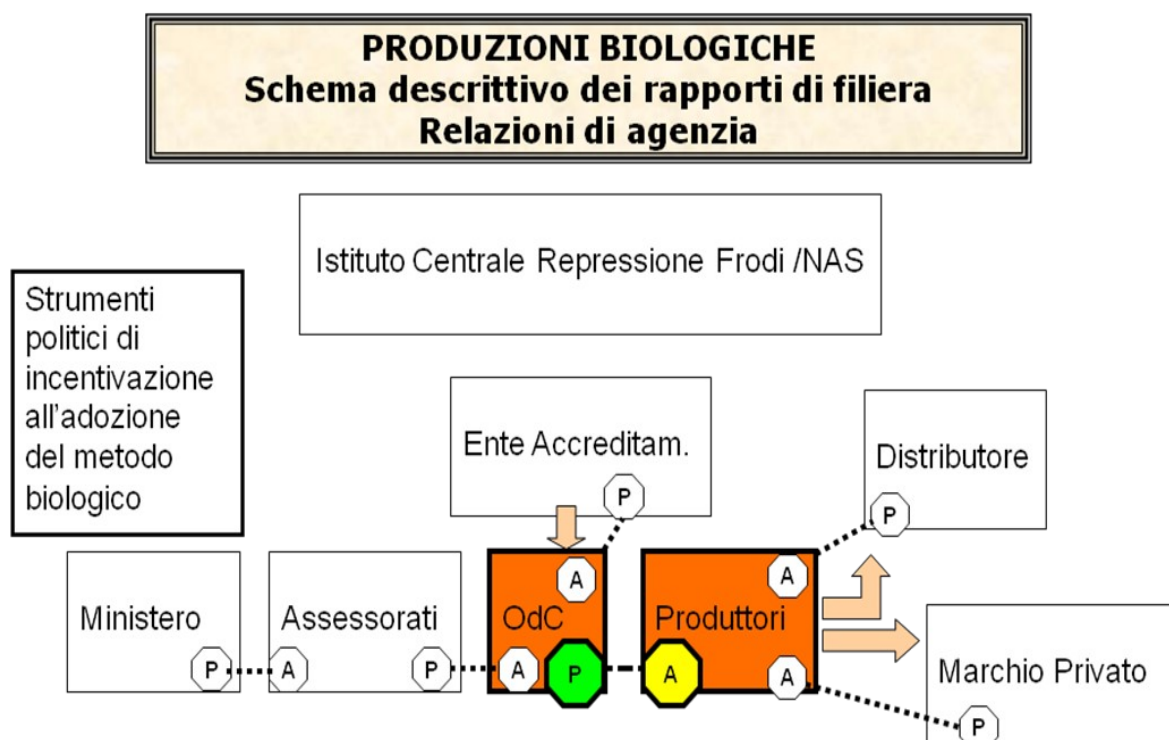 PRODUZIONI BIOLOGICHE
Schema descrittivo dei rapporti di filiera
Relazioni di agenzia
Istituto Centrale Repressione Frodi /NAS
Strumenti
politici di
incentivazione
all'adozione
del metodo
biologico
Ente Accreditam.
P
Distributore
P
Ministero
P
Assessorati
A
P
OdC
A
A
P
Produttori
A
A
A
Marchio Privato
P